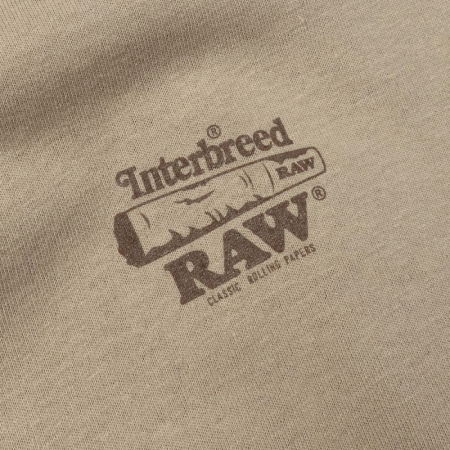 Interbreed®
RAW
RAW®
CLASSIC ROLLING PAPERS